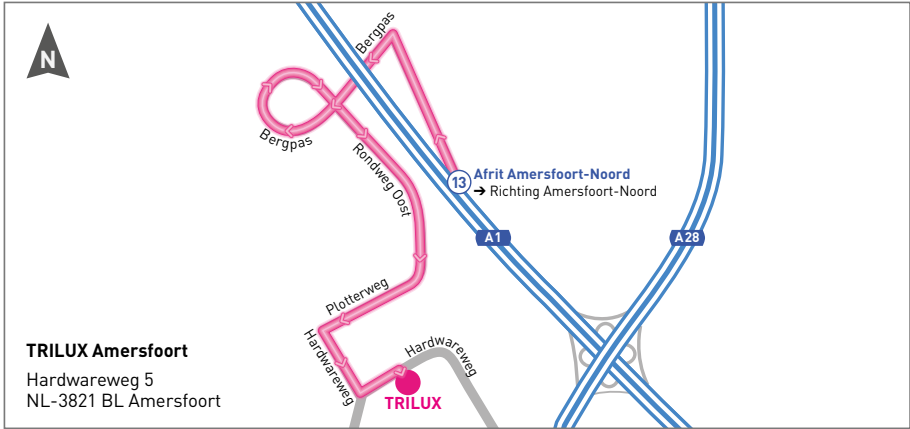 N
Bergpas
Bergpas
Rondweg Oost
13
Afrit Amersfoort-Noord
➔ Richting Amersfoort-Noord
A1
A28
Plotterweg
Hardwareweg
Hardwareweg
TRILUX
TRILUX Amersfoort
Hardwareweg 5
NL-3821 BL Amersfoort